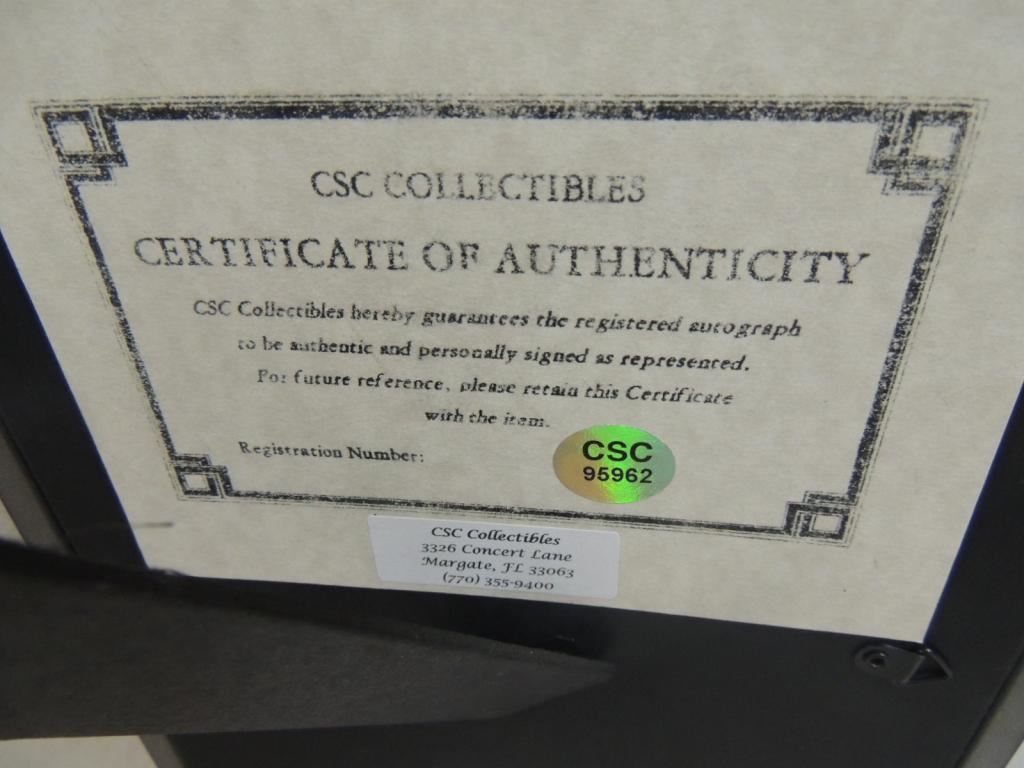 CSC COLLECTIBLES
CERTIFICATE OF AUTHENTICITY
CSC Collectibles hereby guarantees the registered autograph
to be authentic and personally signed as represented.
For future reference, please retain this Certificate
with the item.
Registration Number:
CSC
95962
CSC Collectibles
3326 Concert Lane
Margate, FL 33063
(770) 355-9400